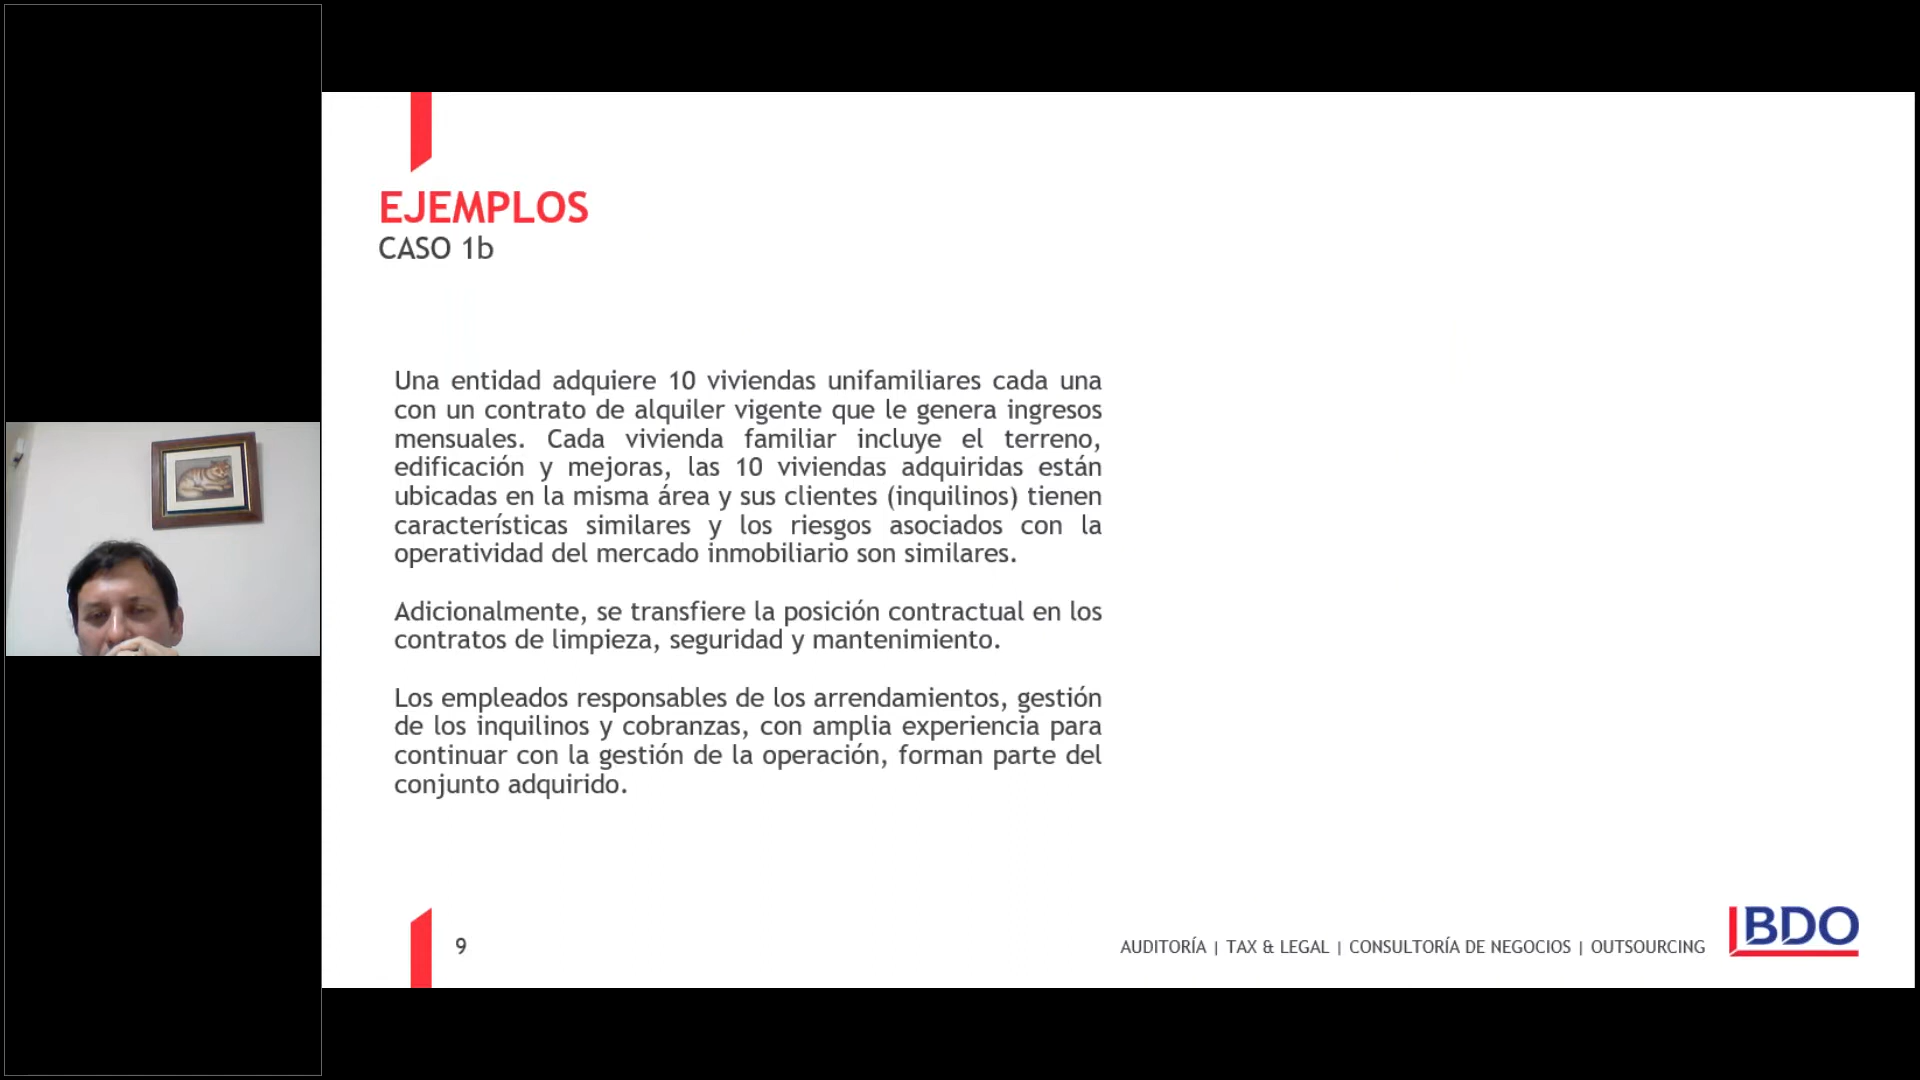 EJEMPLOS
CASO 1b
Una entidad adquiere 10 viviendas unifamiliares cada una
con un contrato de alquiler vigente que le genera ingresos
mensuales. Cada vivienda familiar incluye el terreno,
edificación y mejoras, las 10 viviendas adquiridas están
ubicadas en la misma área y sus clientes (inquilinos) tienen
características similares y los riesgos asociados con la
operatividad del mercado inmobiliario son similares.
Adicionalmente, se transfiere la posición contractual en los
contratos de limpieza, seguridad y mantenimiento.
Los empleados responsables de los arrendamientos, gestión
de los inquilinos y cobranzas, con amplia experiencia para
continuar con la gestión de la operación, forman parte del
conjunto adquirido.
9
AUDITORÍA | TAX & LEGAL | CONSULTORÍA DE NEGOCIOS | OUTSOURCING
BDO